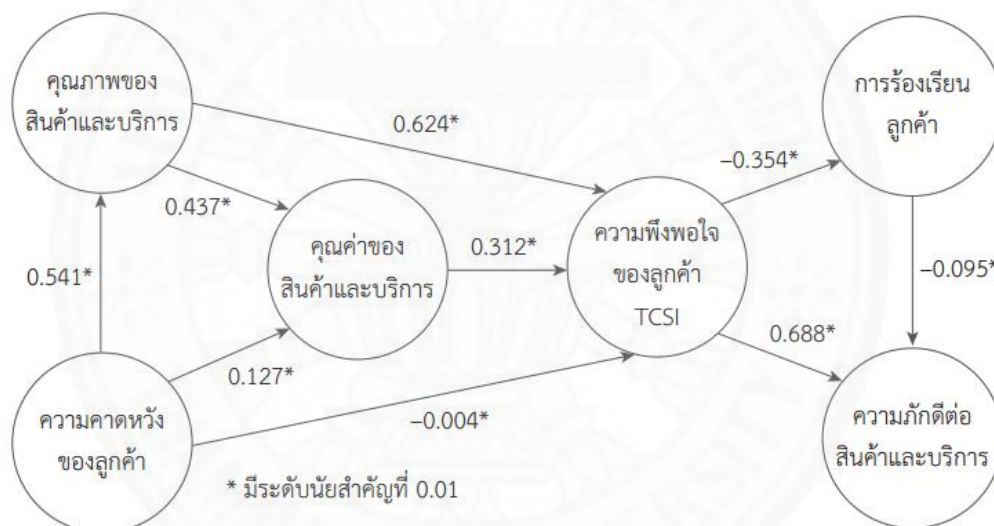 คุณภาพของ
สินค้าและบริการ
การร้องเรียน
ลูกค้า
0.624*
–0.354*
0.437*
คุณค่าของ
สินค้าและบริการ
0.312*
ความพึงพอใจ
ของลูกค้า
TCSI
0.541*
–0.095*
0.127*
0.688*
–0.004*
ความคาดหวัง
ของลูกค้า
ความภักดีต่อ
สินค้าและบริการ
* มีระดับนัยสำคัญที่ 0.01